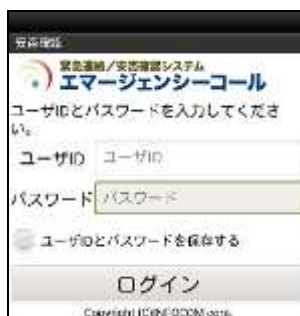 安否確認
緊急連絡/安否確認システム
エマージェンシーコール
ユーザIDとパスワードを入力してくださ
い。
ユーザID ユーザID
パスワード パスワード
ユーザIDとパスワードを保存する
ログイン
Copyright (C)INFOCOM corp.